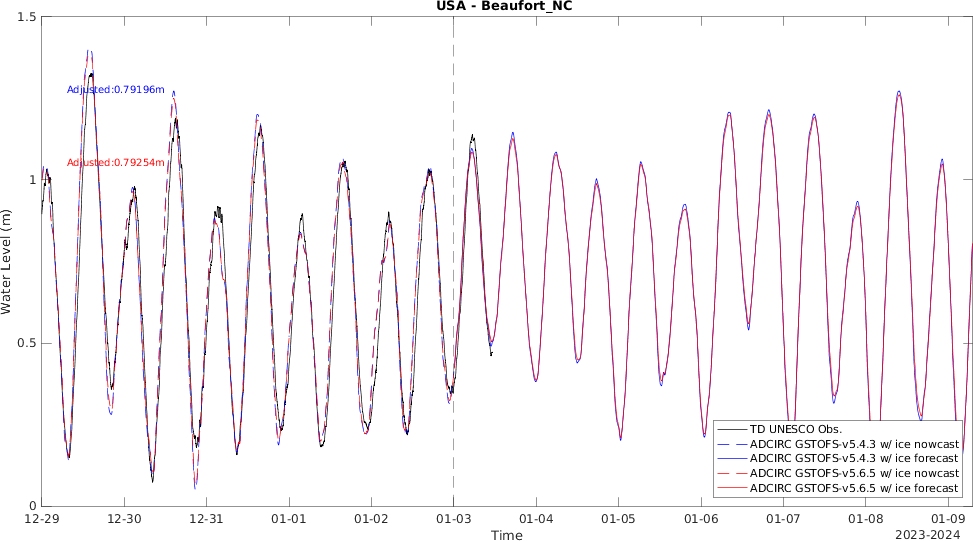 USA - Beaufort_NC
1.5
1
0.5
0
Water Level (m)
Adjusted:0.79196m
Adjusted:0.79254m
TD UNESCO Obs.
ADCIRC GSTOFS-v5.4.3 w/ ice nowcast
ADCIRC GSTOFS-v5.4.3 w/ ice forecast
ADCIRC GSTOFS-v5.6.5 w/ ice nowcast
ADCIRC GSTOFS-v5.6.5 w/ ice forecast
12-29 12-30 12-31 01-01 01-02 01-03 01-04 01-05 01-06 01-07 01-08 01-09
Time
2023-2024